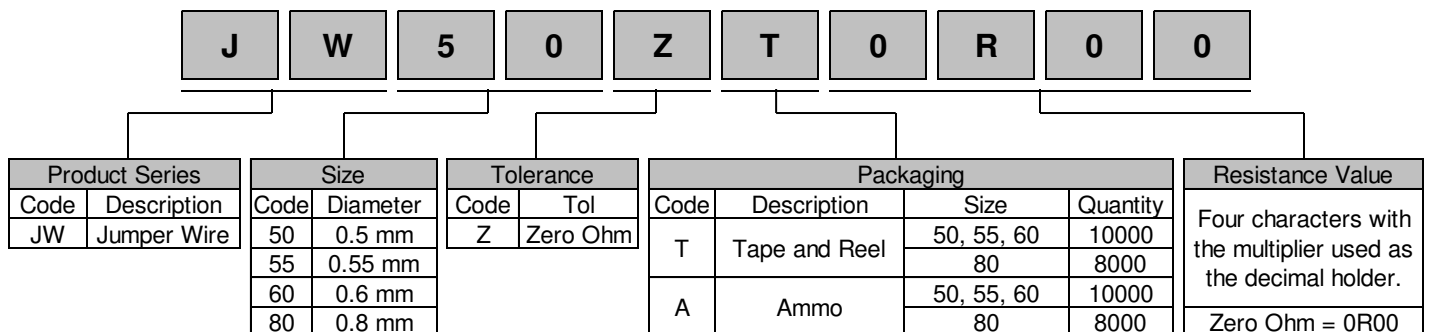 J W 5 0 Z T 0 R 0 0
Product Series
Code Description
JW Jumper Wire
Size
Code Diameter
50 0.5 mm
55 0.55 mm
60 0.6 mm
80 0.8 mm
Tolerance
Code Tol
Z Zero Ohm
Packaging
Code Description Size Quantity
T Tape and Reel 50, 55, 60 10000
80 8000
A Ammo 50, 55, 60 10000
80 8000
Resistance Value
Four characters with
the multiplier used as
the decimal holder.
Zero Ohm = 0R00